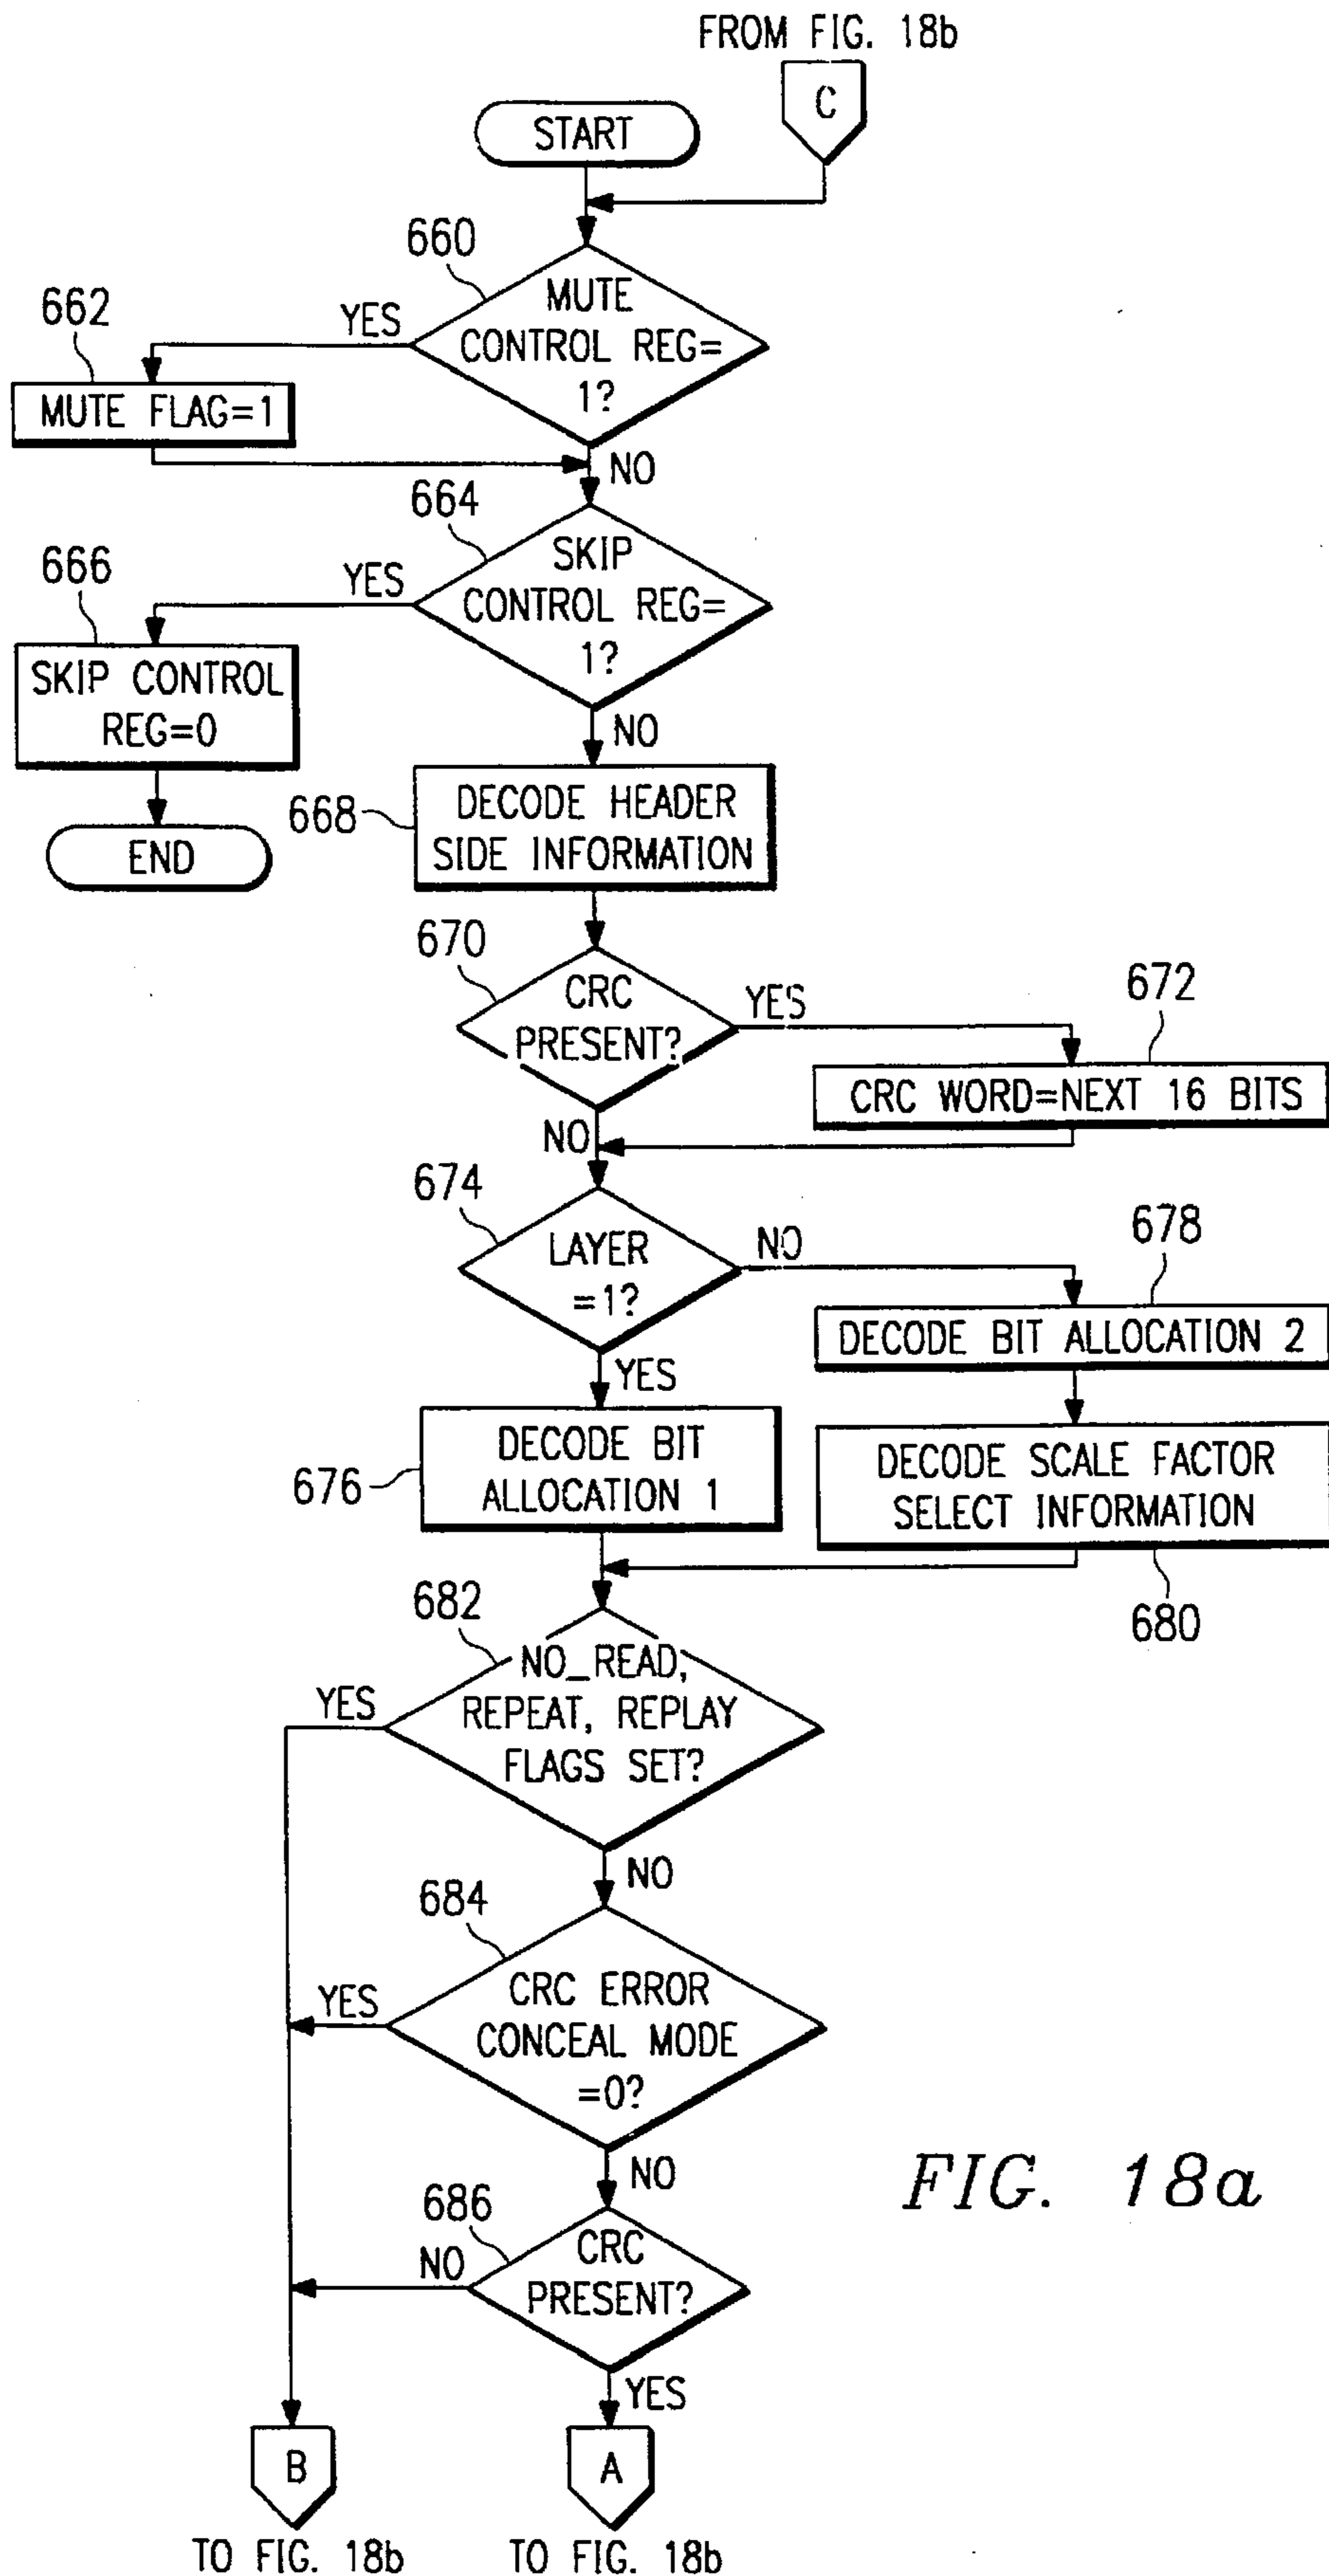 FROM FIG. 18b
C
START
660
MUTE
CONTROL REG=
1?
YES
662
MUTE FLAG=1
NO
664
SKIP
CONTROL REG=
1?
YES
666
SKIP CONTROL
REG=0
NO
END
668
DECODE HEADER
SIDE INFORMATION
670
CRC
PRESENT?
YES
672
CRC WORD=NEXT 16 BITS
NO
674
LAYER
=1?
NO
678
DECODE BIT ALLOCATION 2
YES
676
DECODE BIT
ALLOCATION 1
DECODE SCALE FACTOR
SELECT INFORMATION
680
682
NO_READ,
REPEAT, REPLAY
FLAGS SET?
YES
NO
684
CRC ERROR
CONCEAL MODE
=0?
YES
NO
686
CRC
PRESENT?
NO
YES
FIG. 18a
B
A
TO FIG. 18b
TO FIG. 18b